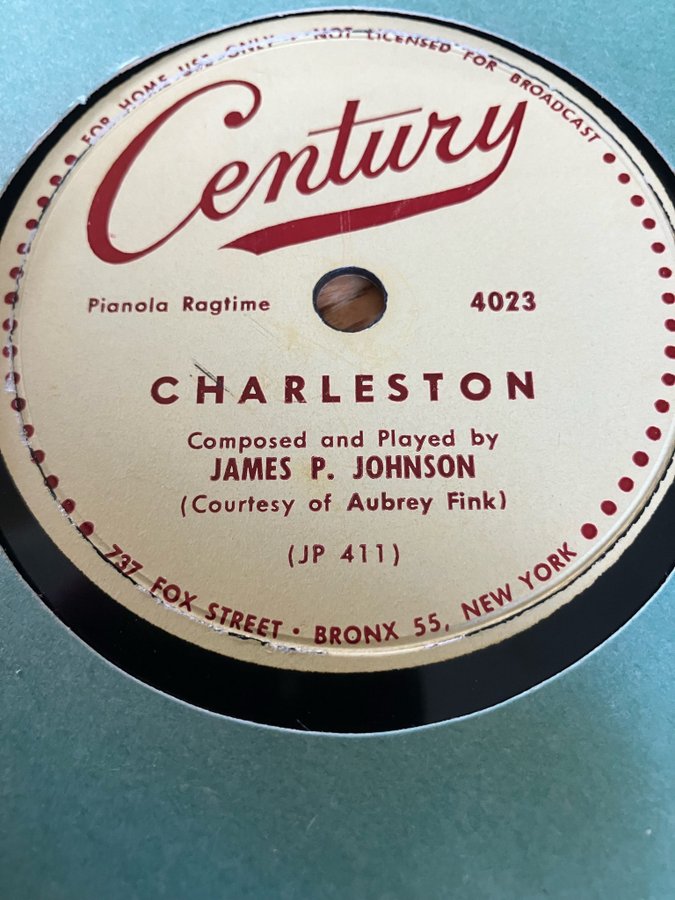 FOR HOME USE ONLY • NOT LICENSED FOR BROADCAST
Century
Pianola Ragtime
4023
CHARLESTON
Composed and Played by
JAMES P. JOHNSON
(Courtesy of Aubrey Fink)
(JP 411)
737 FOX STREET • BRONX 55, NEW YORK